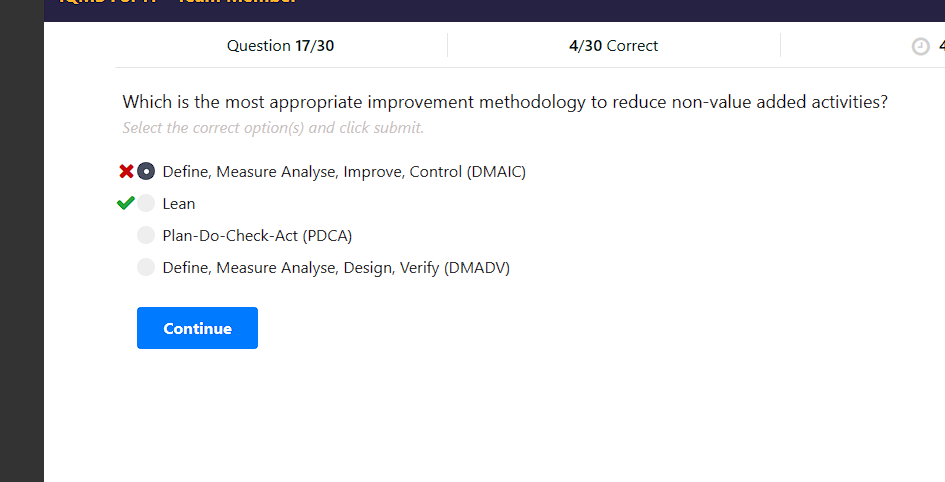 Team Member
Question 17/30
4/30 Correct
4
Which is the most appropriate improvement methodology to reduce non-value added activities?
Select the correct option(s) and click submit.
Define, Measure Analyse, Improve, Control (DMAIC)
Lean
Plan-Do-Check-Act (PDCA)
Define, Measure Analyse, Design, Verify (DMADV)
Continue